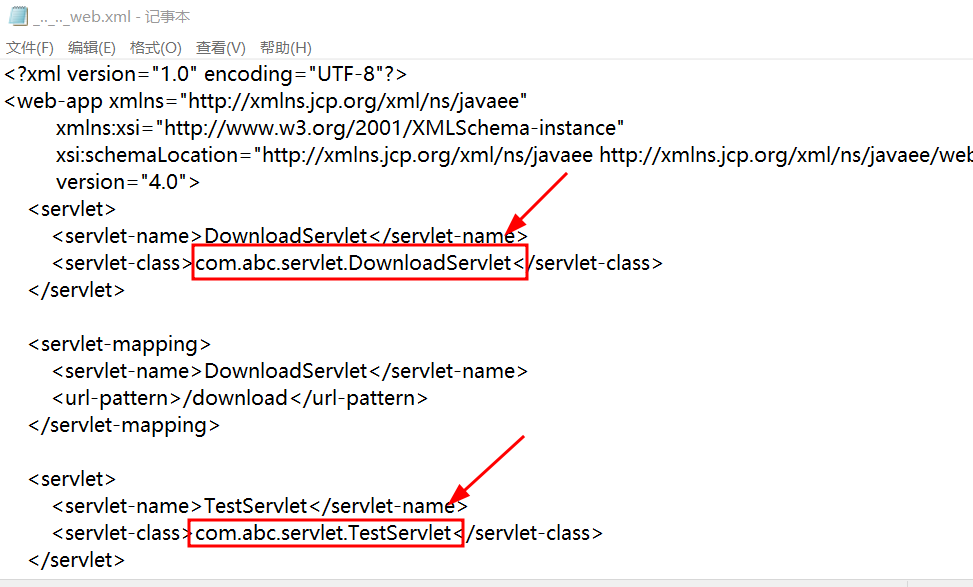 _.._.._web.xml - 记事本
文件(F) 编辑(E) 格式(O) 查看(V) 帮助(H)
<?xml version="1.0" encoding="UTF-8"?>
<web-app xmlns="http://xmlns.jcp.org/xml/ns/javaee"
xmlns:xsi="http://www.w3.org/2001/XMLSchema-instance"
xsi:schemaLocation="http://xmlns.jcp.org/xml/ns/javaee http://xmlns.jcp.org/xml/ns/javaee/web
version="4.0">
<servlet>
<servlet-name>DownloadServlet</servlet-name>
<servlet-class>com.abc.servlet.DownloadServlet</servlet-class>
</servlet>
<servlet-mapping>
<servlet-name>DownloadServlet</servlet-name>
<url-pattern>/download</url-pattern>
</servlet-mapping>
<servlet>
<servlet-name>TestServlet</servlet-name>
<servlet-class>com.abc.servlet.TestServlet</servlet-class>
</servlet>